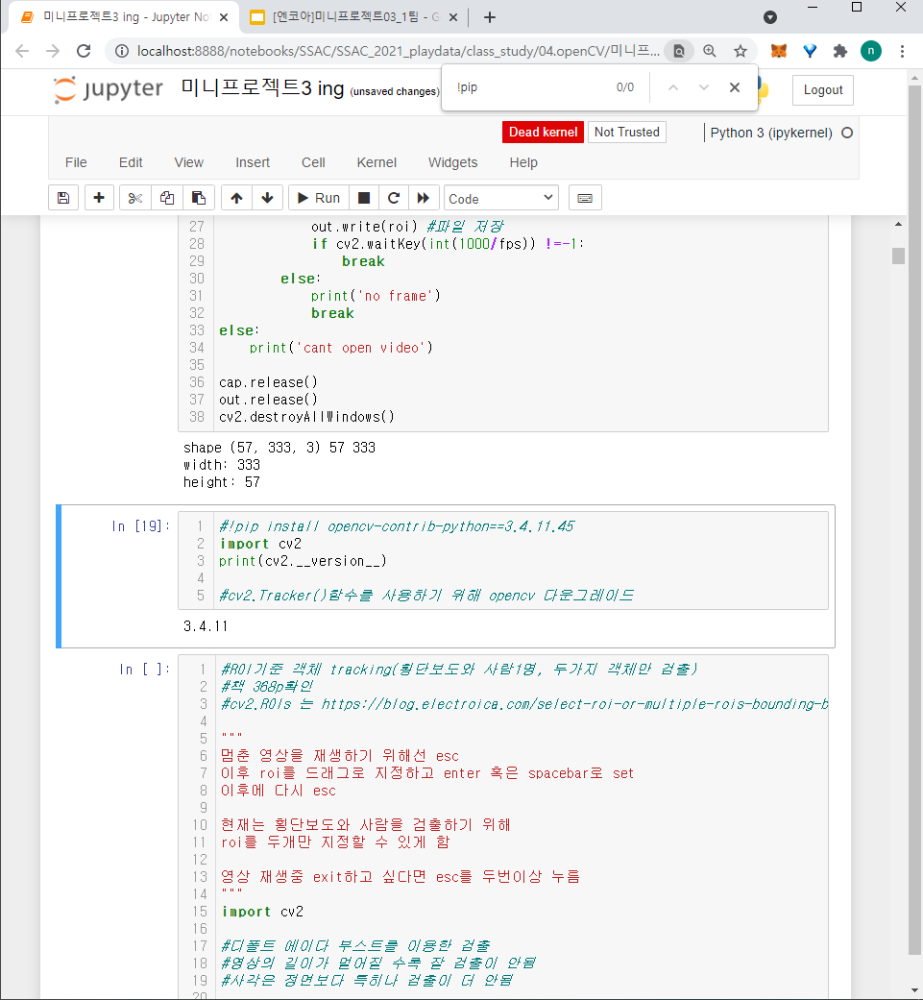 미니프로젝트3 ing - Jupyter No
[엔코아]미니프로젝트03_1팀 - G
localhost:8888/notebooks/SSAC/SSAC_2021_playdata/class_study/04.openCV/미니프...
n
jupyter 미니프로젝트3 ing (unsaved changes)
!pip 0/0
Logout
Dead kernel Not Trusted Python 3 (ipykernel)
File Edit View Insert Cell Kernel Widgets Help
Run Code
27 out.write(roi) #파일 저장
28 if cv2.waitKey(int(1000/fps)) !=-1:
29 break
30 else:
31 print('no frame')
32 break
33 else:
34 print('cant open video')
35
36 cap.release()
37 out.release()
38 cv2.destroyAllWindows()
shape (57, 333, 3) 57 333
width: 333
height: 57
In [19]: 1 #!pip install opencv-contrib-python==3.4.11.45
2 import cv2
3 print(cv2.__version__)
4
5 #cv2.Tracker()함수를 사용하기 위해 opencv 다운그레이드
3.4.11
In [ ]: 1 #ROI기준 객체 tracking(횡단보도와 사람1명, 두가지 객체만 검출)
2 #책 368p확인
3 #cv2.ROIs 는 https://blog.electroica.com/select-roi-or-multiple-rois-bounding-b
4
5 """
6 멈춘 영상을 재생하기 위해선 esc
7 이후 roi를 드래그로 지정하고 enter 혹은 spacebar로 set
8 이후에 다시 esc
9
10 현재는 횡단보도와 사람을 검출하기 위해
11 roi를 두개만 지정할 수 있게 함
12
13 영상 재생중 exit하고 싶다면 esc를 두번이상 누름
14 """
15 import cv2
16
17 #디폴트 에이다 부스트를 이용한 검출
18 #영상의 길이가 멀어질 수록 잘 검출이 안됨
19 #사각은 정면보다 특히나 검출이 더 안됨
20